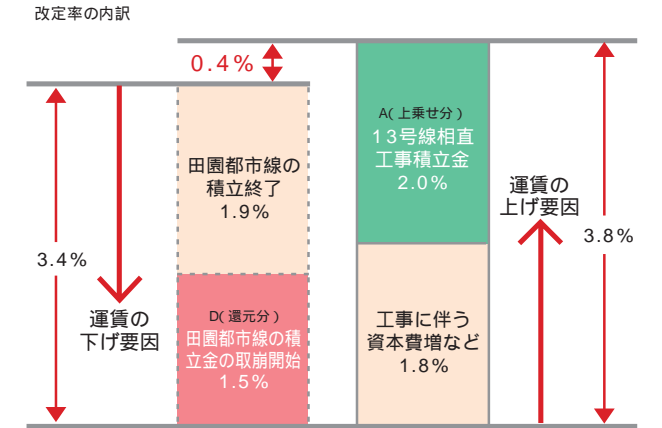 改定率の内訳
0.4%
3.4%
運賃の
下げ要因
田園都市線の
積立終了
1.9%
D(還元分)
田園都市線の積
立金の取崩開始
1.5%
A(上乗せ分)
13号線相直
工事積立金
2.0%
工事に伴う
資本費増など
1.8%
運賃の
上げ要因
3.8%